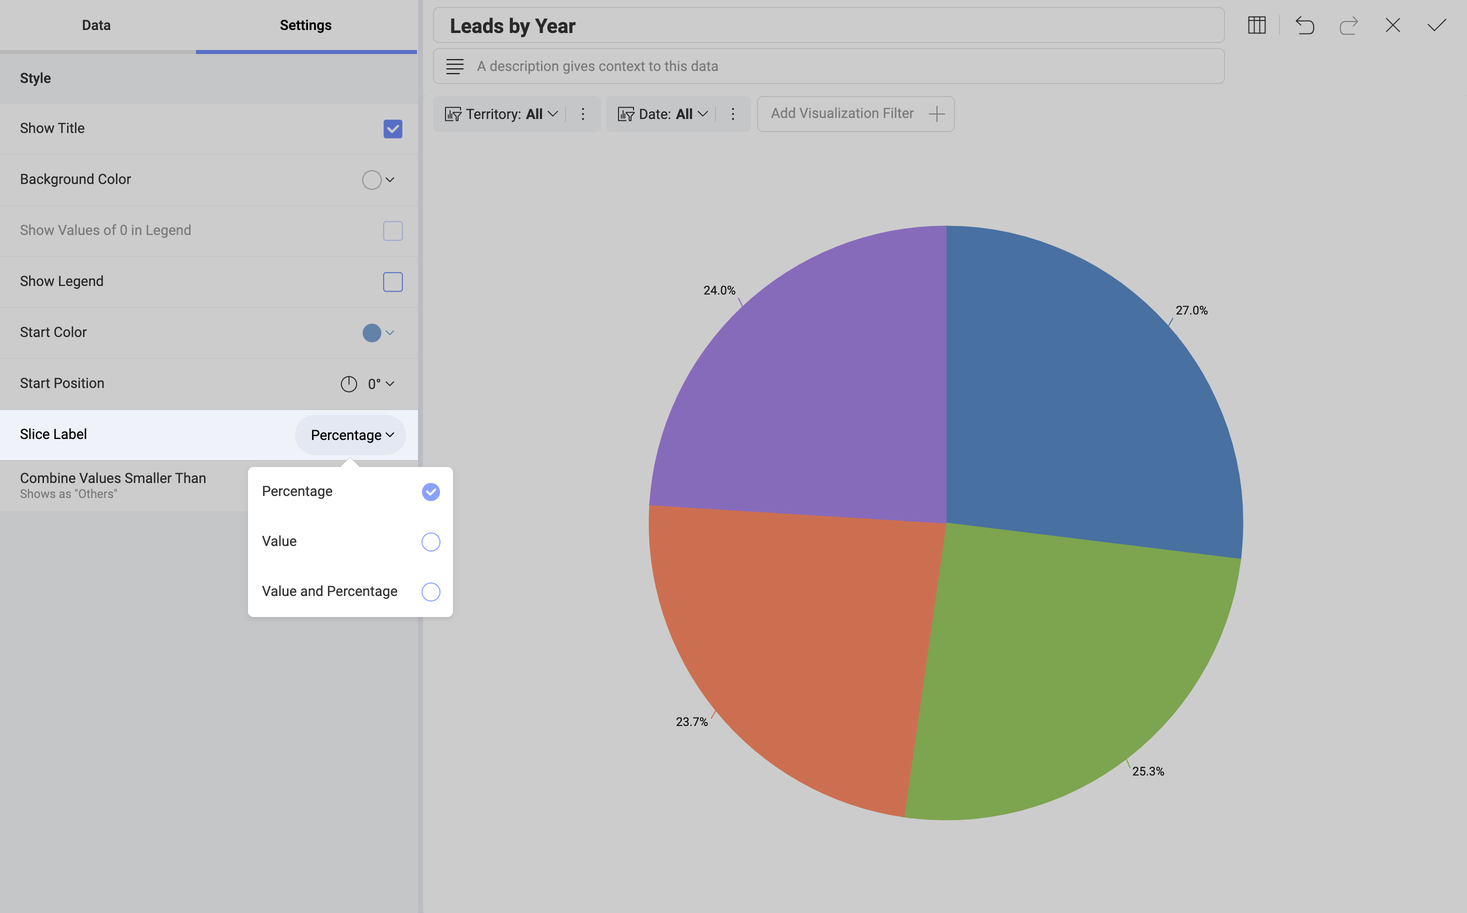 Data
Settings
Style
Show Title
Background Color
Show Values of 0 in Legend
Show Legend
Start Color
Start Position
0°
Slice Label
Percentage
Combine Values Smaller Than
Shows as "Others"
Percentage
Value
Value and Percentage
Leads by Year
A description gives context to this data
Territory: All
Date: All
Add Visualization Filter
24.0%
27.0%
23.7%
25.3%